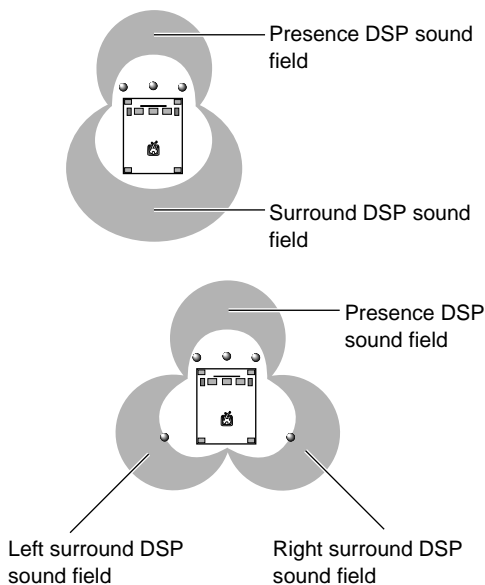 Presence DSP sound
field
Surround DSP sound
field
Presence DSP
sound field
Left surround DSP
sound field
Right surround DSP
sound field